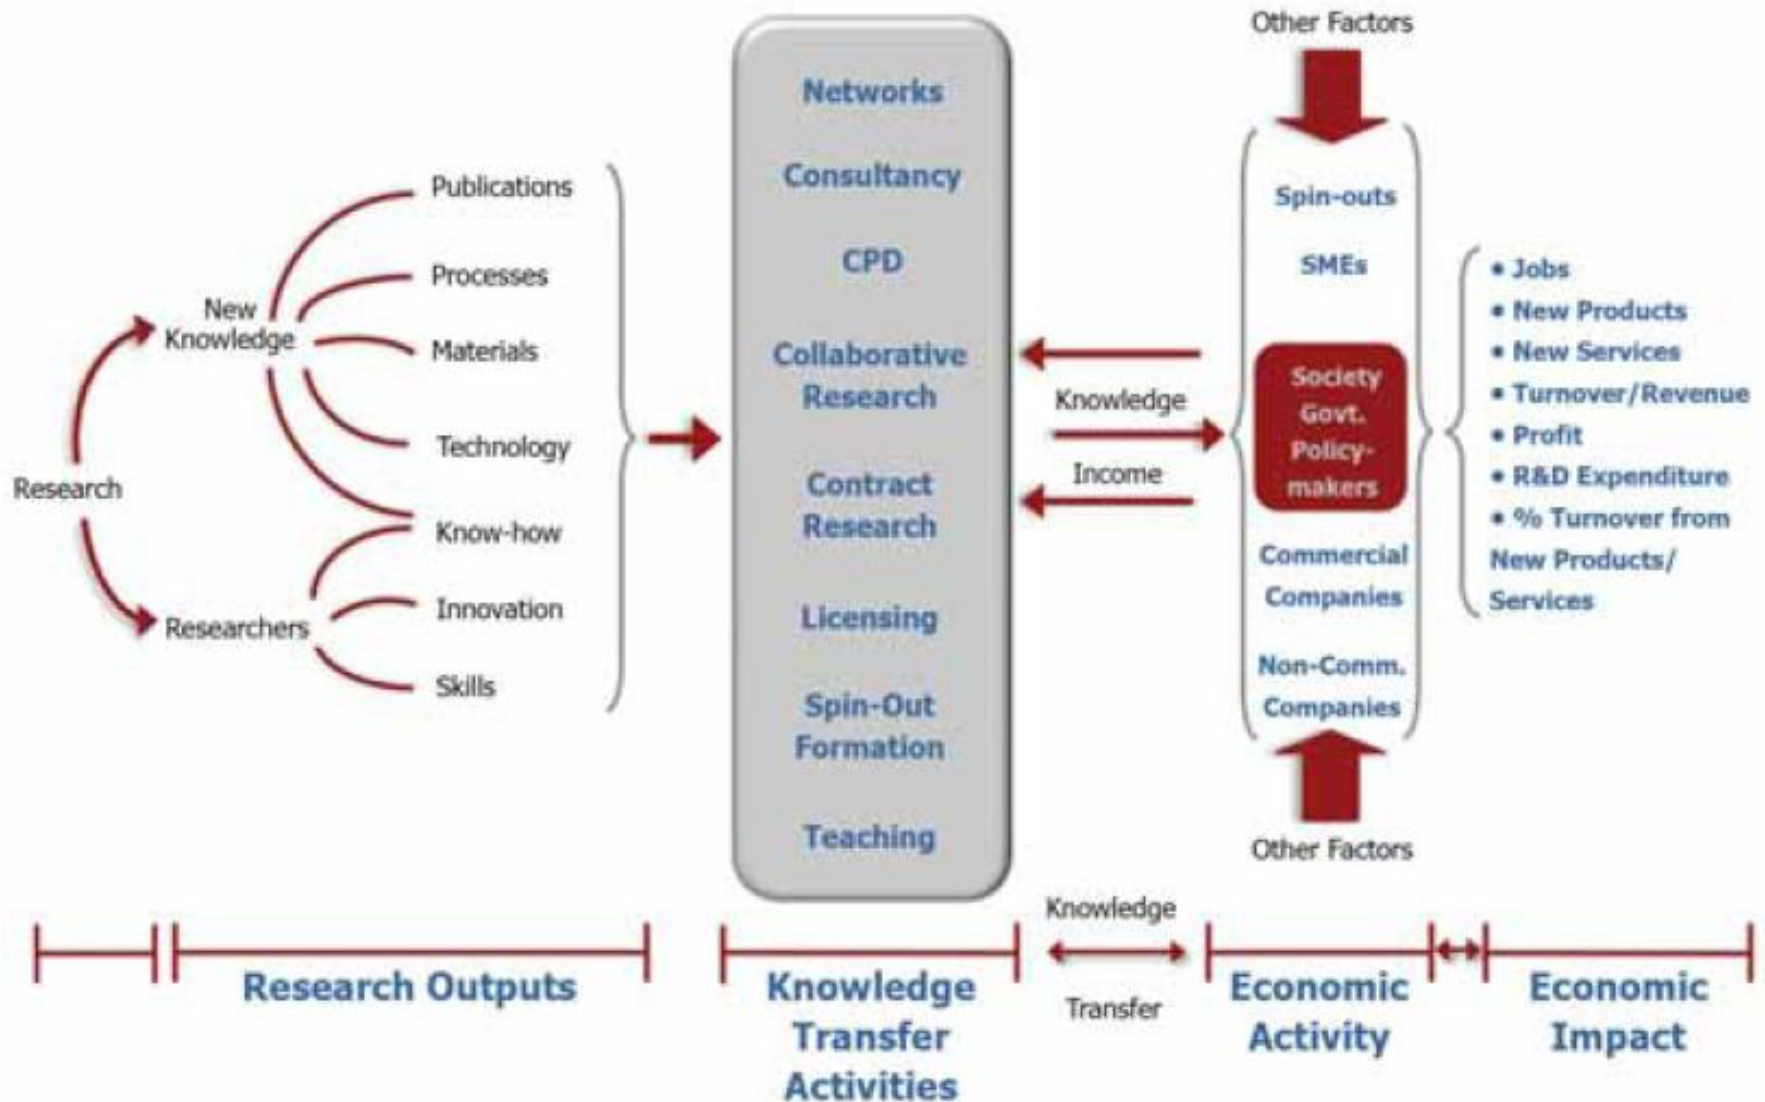 Research
New
Knowledge
Researchers
Publications
Processes
Materials
Technology
Know-how
Innovation
Skills
Networks
Consultancy
CPD
Collaborative
Research
Contract
Research
Licensing
Spin-Out
Formation
Teaching
Knowledge
Income
Other Factors
Spin-outs
SMEs
Society
Govt.
Policy-
makers
Commercial
Companies
Non-Comm.
Companies
Other Factors
• Jobs
• New Products
• New Services
• Turnover/Revenue
• Profit
• R&D Expenditure
• % Turnover from
New Products/
Services
Research Outputs
Knowledge
Transfer
Activities
Knowledge
Transfer
Economic
Activity
Economic
Impact